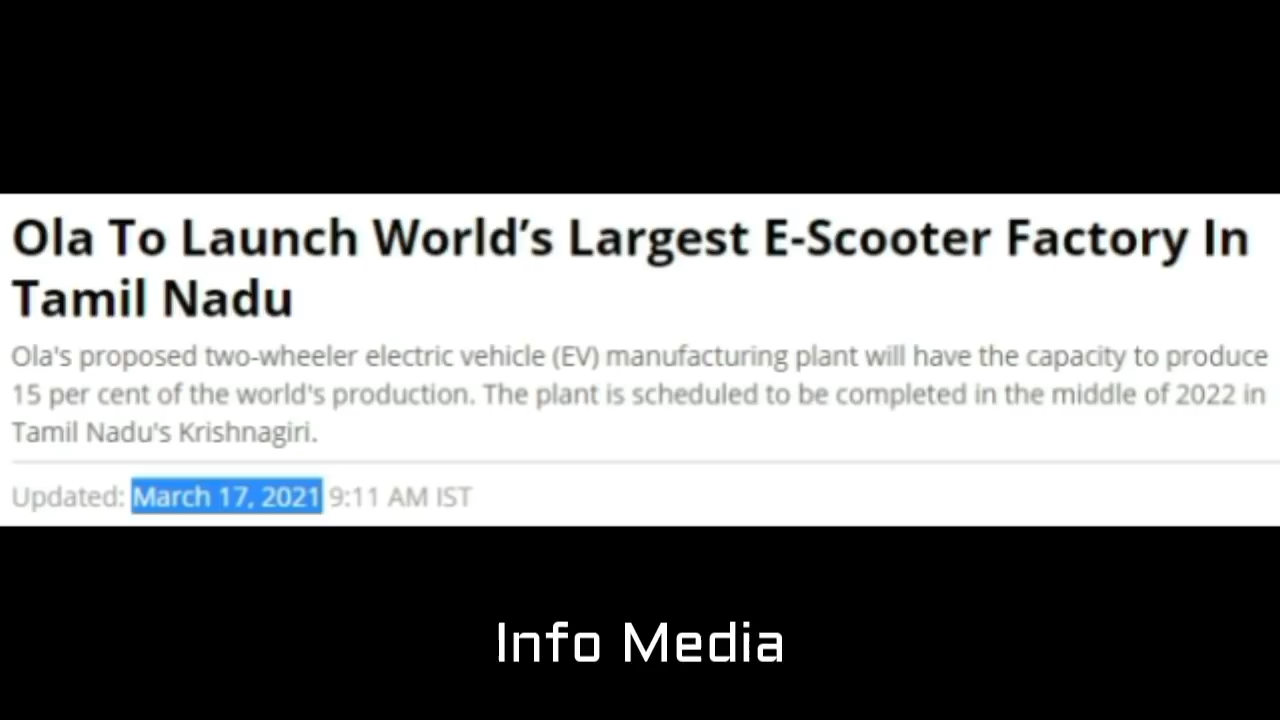 Ola To Launch World's Largest E-Scooter Factory In
Tamil Nadu
Ola's proposed two-wheeler electric vehicle (EV) manufacturing plant will have the capacity to produce
15 per cent of the world's production. The plant is scheduled to be completed in the middle of 2022 in
Tamil Nadu's Krishnagiri.
Updated: March 17, 2021 9:11 AM IST
Info Media